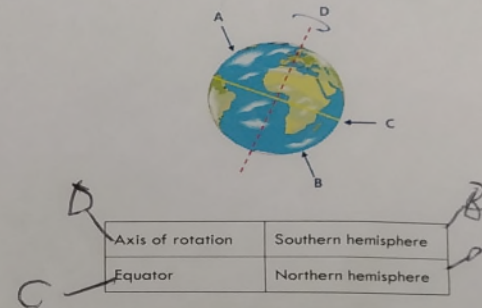 A
D
C
B
D
B
Axis of rotation Southern hemisphere
C
Equator Northern hemisphere